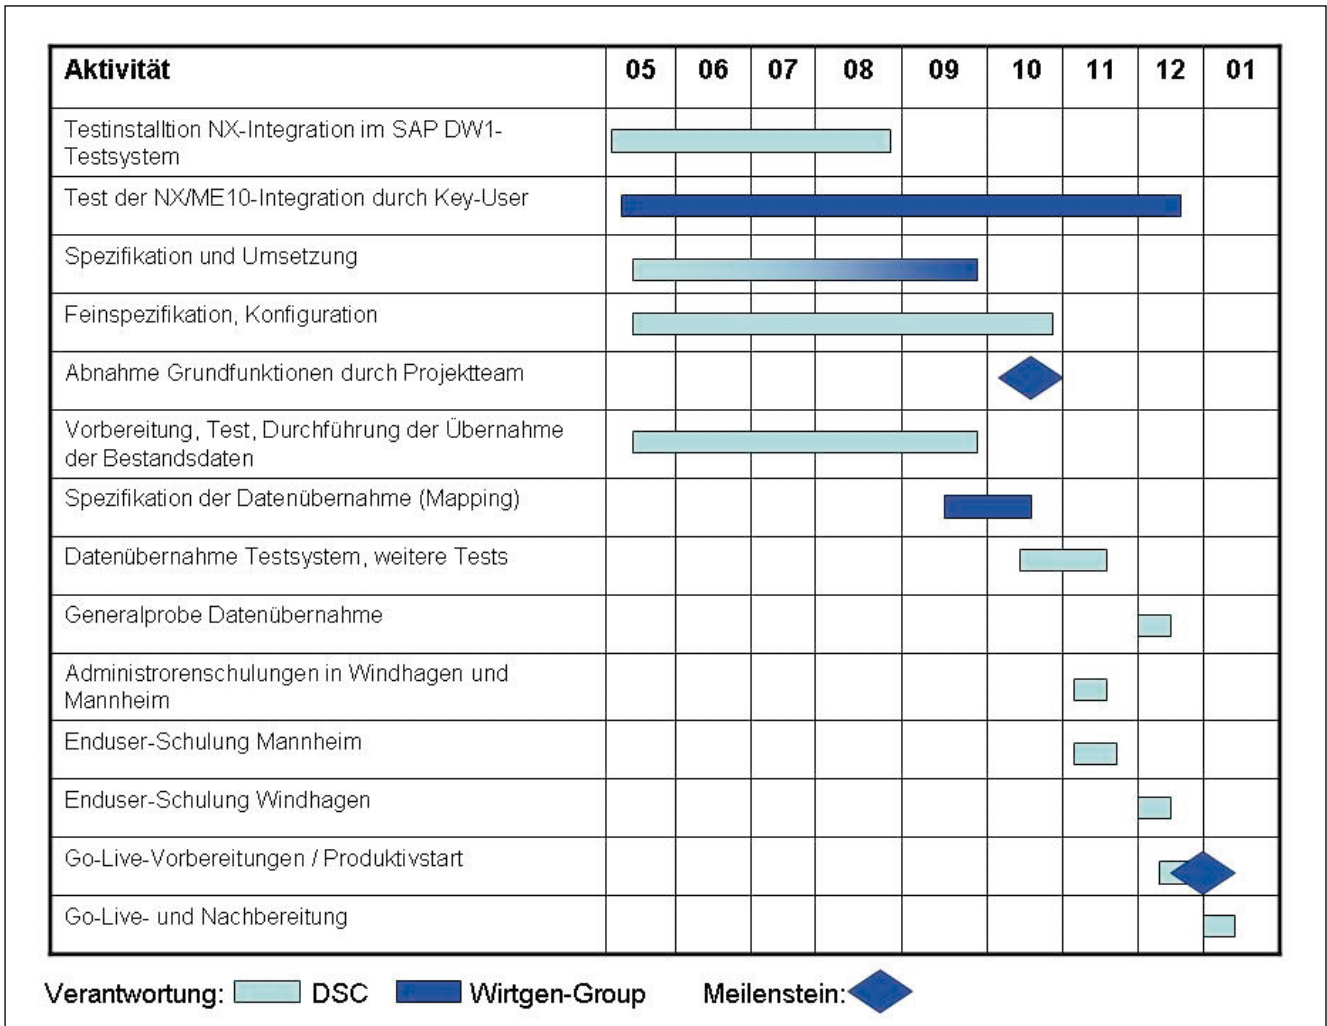 Aktivität 05 06 07 08 09 10 11 12 01
Testinstalltion NX-Integration im SAP DW1-
Testsystem
Test der NX/ME10-Integration durch Key-User
Spezifikation und Umsetzung
Feinspezifikation, Konfiguration
Abnahme Grundfunktionen durch Projektteam
Vorbereitung, Test, Durchführung der Übernahme
der Bestandsdaten
Spezifikation der Datenübernahme (Mapping)
Datenübernahme Testsystem, weitere Tests
Generalprobe Datenübernahme
Administrorenschulungen in Windhagen und
Mannheim
Enduser-Schulung Mannheim
Enduser-Schulung Windhagen
Go-Live-Vorbereitungen / Produktivstart
Go-Live- und Nachbereitung
Verantwortung: DSC Wirtgen-Group Meilenstein: